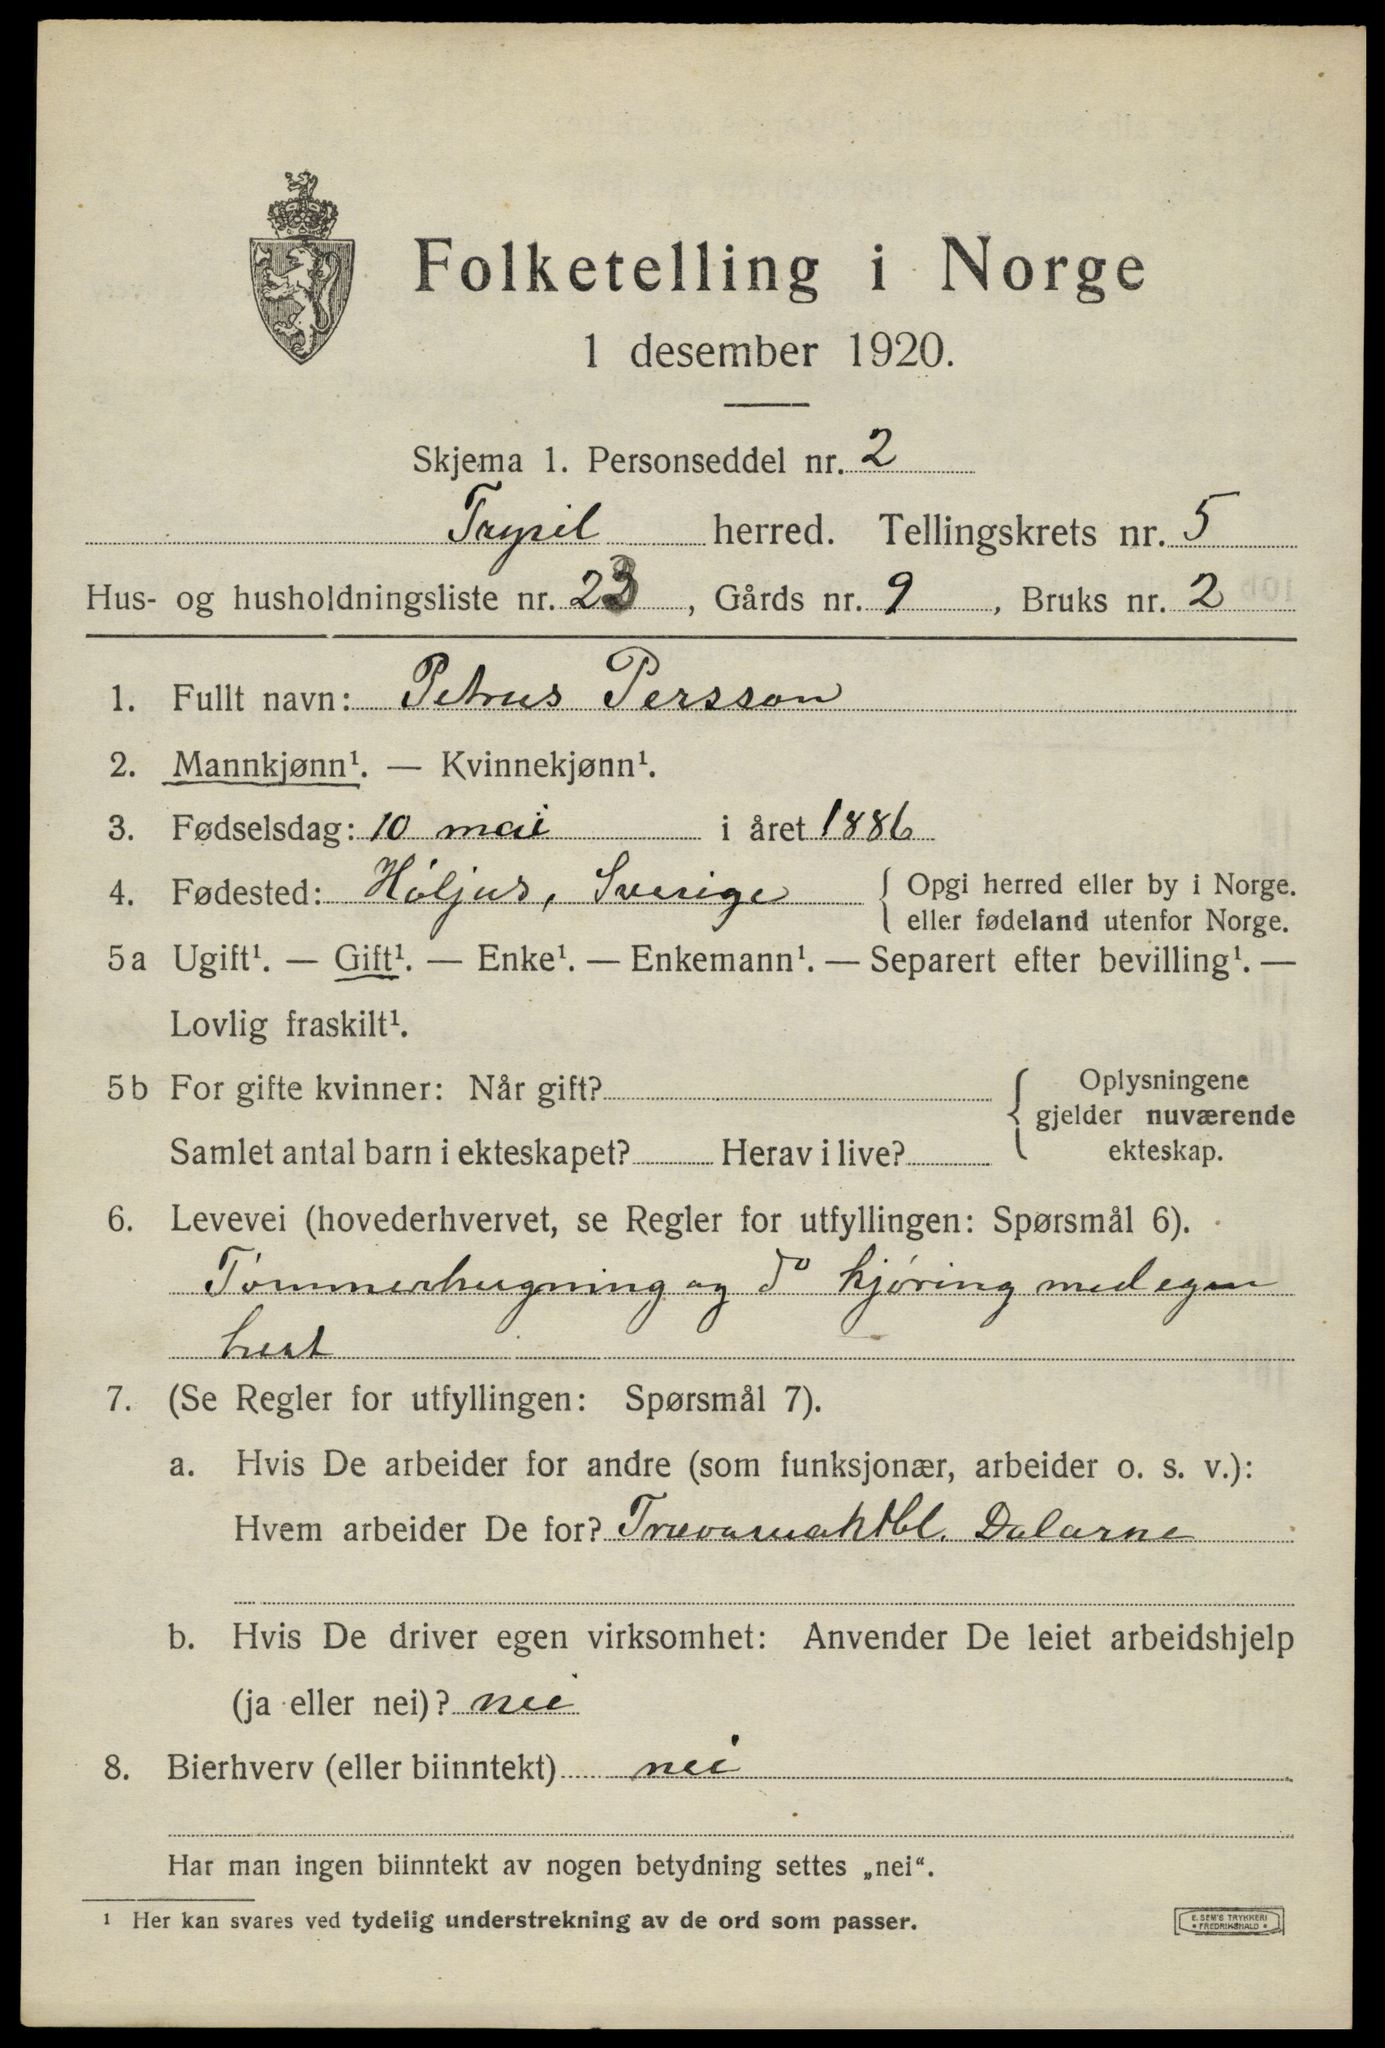 Folketelling i Norge
1 desember 1920.
Skjema 1. Personseddel nr. 2
Trysil herred. Tellingskrets nr. 5
Hus- og husholdningsliste nr. 23, Gårds nr. 9, Bruks nr. 2
1. Fullt navn: Petrus Persson
2. Mannkjønn¹. — Kvinnekjønn¹.
3. Fødselsdag: 10 mai i året 1886
4. Fødested: Höljus, Sverige { Opgi herred eller by i Norge.
eller fødeland utenfor Norge.
5a Ugift¹. — Gift¹. — Enke¹. — Enkemann¹. — Separert efter bevilling¹. —
Lovlig fraskilt¹.
5b For gifte kvinner: Når gift? { Oplysningene
gjelder nuværende
Samlet antal barn i ekteskapet? Herav i live? ekteskap.
6. Levevei (hovederhvervet, se Regler for utfyllingen: Spørsmål 6).
Tömmerhugning og do kjöring med egen
hest
7. (Se Regler for utfyllingen: Spørsmål 7).
a. Hvis De arbeider for andre (som funksjonær, arbeider o. s. v.):
Hvem arbeider De for? Dalarne
b. Hvis De driver egen virksomhet: Anvender De leiet arbeidshjelp
(ja eller nei)? nei
8. Bierhverv (eller biinntekt) nei
Har man ingen biinntekt av nogen betydning settes „nei“.
¹ Her kan svares ved tydelig understrekning av de ord som passer.
E. SEM'S TRYKKERI
• FREDRIKSHALD •